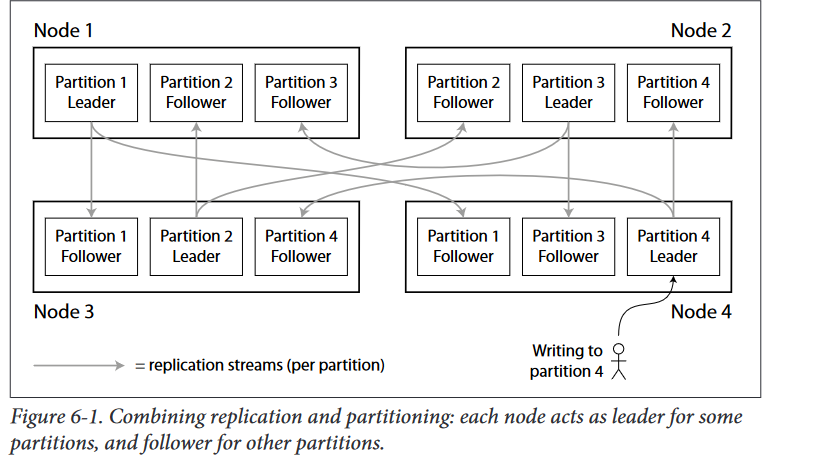 Node 1
Node 2
Partition 1
Leader
Partition 2
Follower
Partition 3
Follower
Partition 2
Follower
Partition 3
Leader
Partition 4
Follower
Partition 1
Follower
Partition 2
Leader
Partition 4
Follower
Partition 1
Follower
Partition 3
Follower
Partition 4
Leader
Node 3
Node 4
Writing to
partition 4
= replication streams (per partition)
Figure 6-1. Combining replication and partitioning: each node acts as leader for some
partitions, and follower for other partitions.